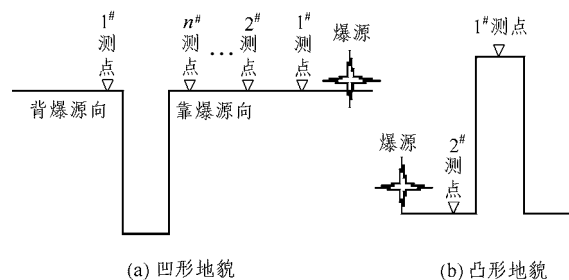 1#测点
n#测点
…
2#测点
1#测点
爆源
背爆源向
靠爆源向
(a) 凹形地貌
1#测点
爆源
2#测点
(b) 凸形地貌